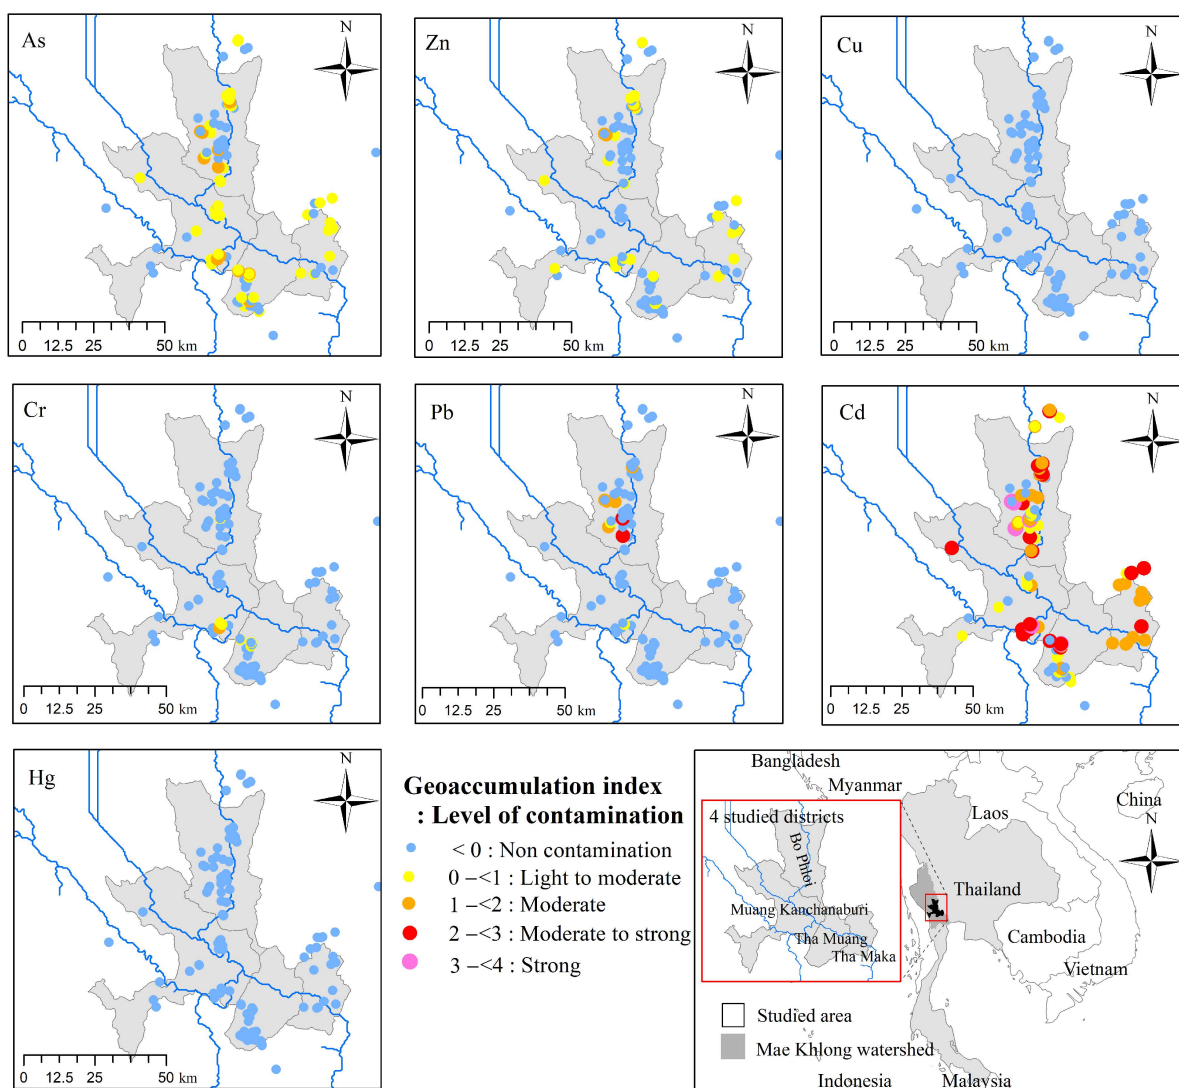 As
N
0 12.5 25 50 km
Zn
N
0 12.5 25 50 km
Cu
N
0 12.5 25 50 km
Cr
N
0 12.5 25 50 km
Pb
N
0 12.5 25 50 km
Cd
N
0 12.5 25 50 km
Hg
N
0 12.5 25 50 km
Geoaccumulation index
: Level of contamination
< 0 : Non contamination
0 –<1 : Light to moderate
1 –<2 : Moderate
2 –<3 : Moderate to strong
3 –<4 : Strong
Bangladesh
Myanmar
China
Laos
N
4 studied districts
Bo Phloi
Muang Kanchanaburi
Tha Muang
Tha Maka
Thailand
Cambodia
Vietnam
Studied area
Mae Khlong watershed
Indonesia
Malaysia